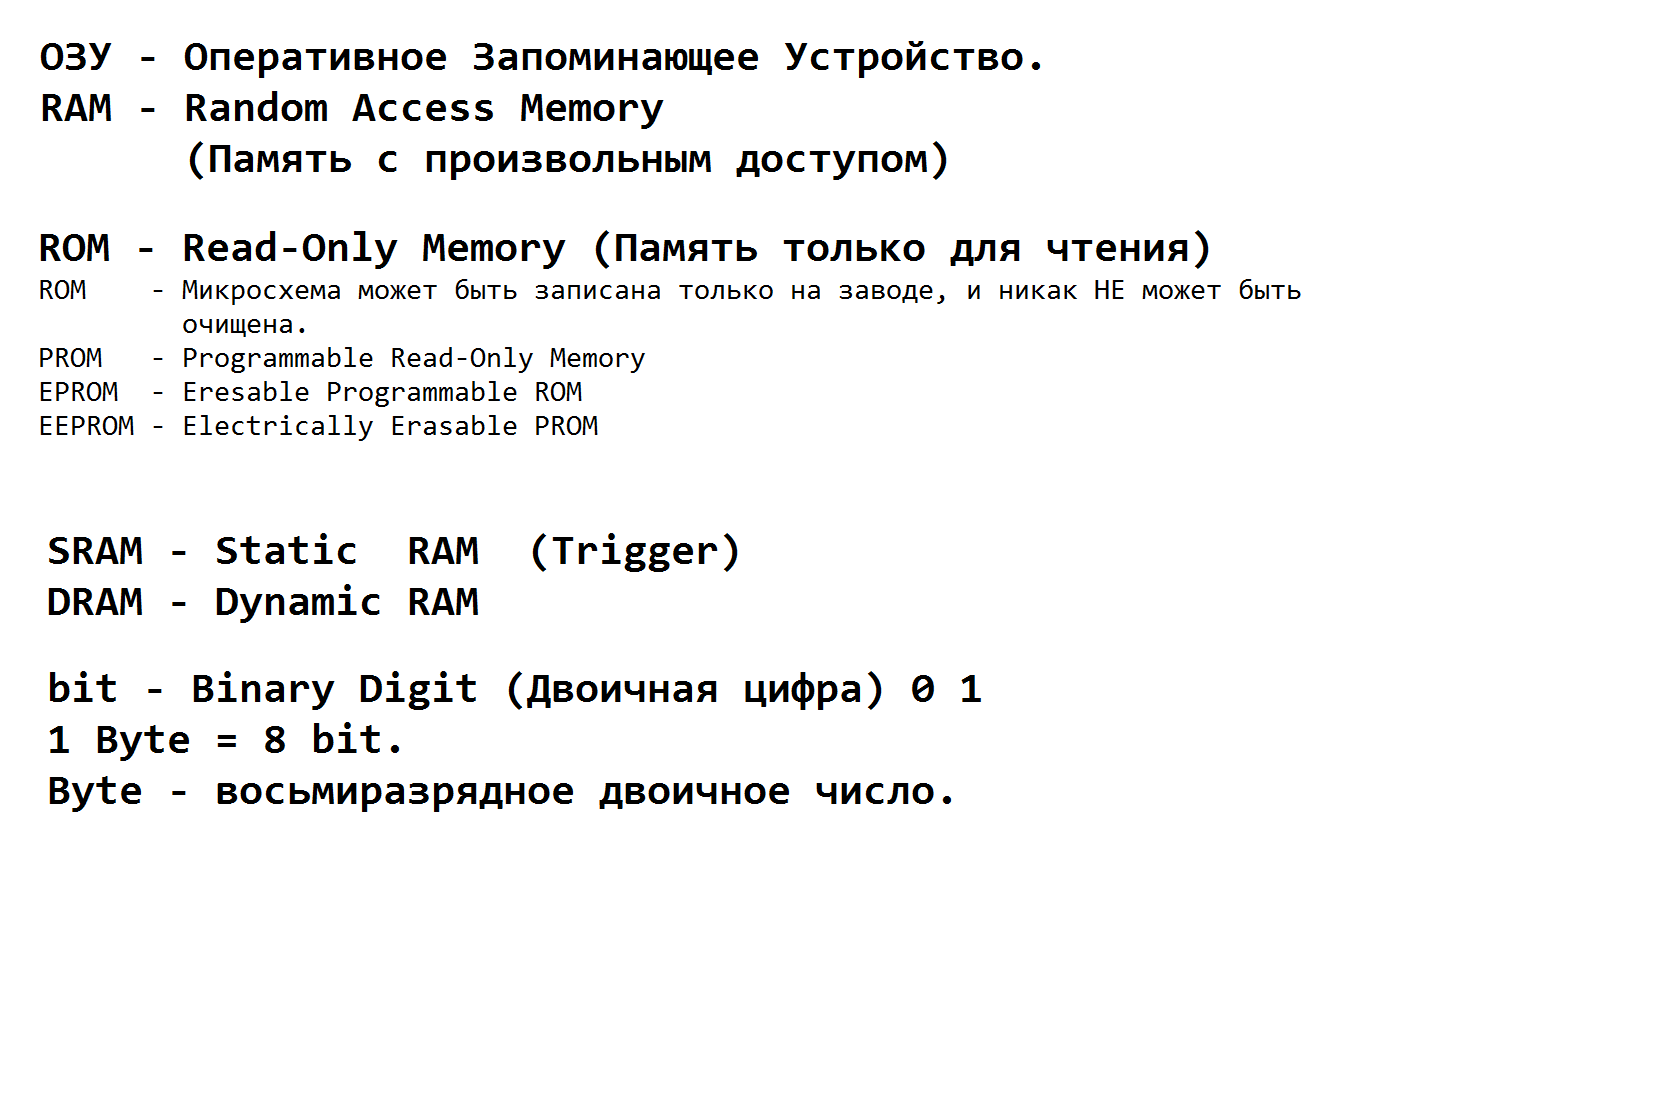 ОЗУ - Оперативное Запоминающее Устройство.
RAM - Random Access Memory
(Память с произвольным доступом)
ROM - Read-Only Memory (Память только для чтения)
ROM - Микросхема может быть записана только на заводе, и никак НЕ может быть
очищена.
PROM - Programmable Read-Only Memory
EPROM - Eresable Programmable ROM
EEPROM - Electrically Erasable PROM
SRAM - Static RAM (Trigger)
DRAM - Dynamic RAM
bit - Binary Digit (Двоичная цифра) 0 1
1 Byte = 8 bit.
Byte - восьмиразрядное двоичное число.